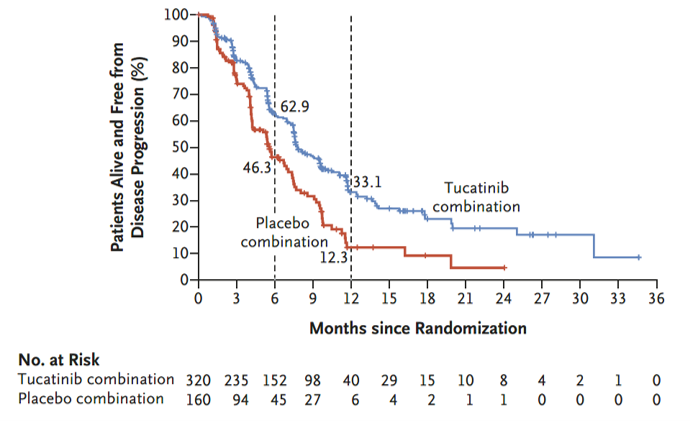 Patients Alive and Free from
Disease Progression (%)
100
90
80
70
60
50
40
30
20
10
0
62.9
46.3
33.1
12.3
Tucatinib
combination
Placebo
combination
0 3 6 9 12 15 18 21 24 27 30 33 36
Months since Randomization
No. at Risk
Tucatinib combination 320 235 152 98 40 29 15 10 8 4 2 1 0
Placebo combination 160 94 45 27 6 4 2 1 1 0 0 0 0